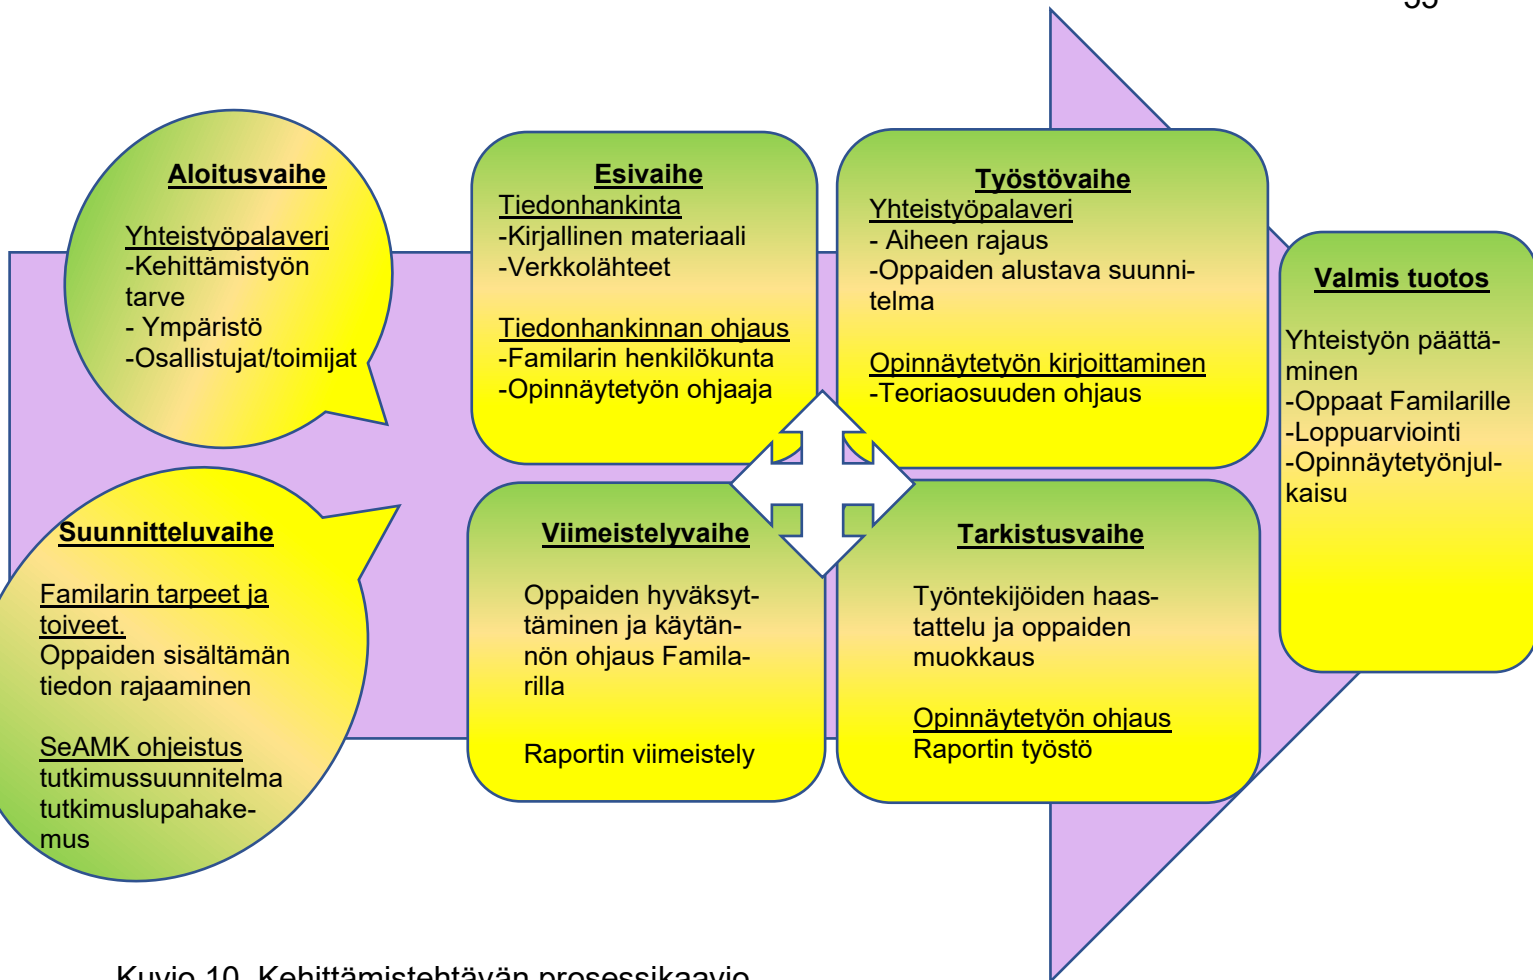 Aloitusvaihe
Yhteistyöpalaveri
-Kehittämistyön
tarve
- Ympäristö
-Osallistujat/toimijat
Suunnitteluvaihe
Familarin tarpeet ja
toiveet.
Oppaiden sisältämän
tiedon rajaaminen
SeAMK ohjeistus
tutkimussuunnitelma
tutkimuslupahake-
mus
Esivaihe
Tiedonhankinta
-Kirjallinen materiaali
-Verkkolähteet
Tiedonhankinnan ohjaus
-Familarin henkilökunta
-Opinnäytetyön ohjaaja
Työstövaihe
Yhteistyöpalaveri
- Aiheen rajaus
-Oppaiden alustava suunni-
telma
Opinnäytetyön kirjoittaminen
-Teoriaosuuden ohjaus
Viimeistelyvaihe
Oppaiden hyväksyt-
täminen ja käytän-
nön ohjaus Famila-
rilla
Raportin viimeistely
Tarkistusvaihe
Työntekijöiden haas-
tattelu ja oppaiden
muokkaus
Opinnäytetyön ohjaus
Raportin työstö
Valmis tuotos
Yhteistyön päättä-
minen
-Oppaat Familarille
-Loppuarviointi
-Opinnäytetyönjul-
kaisu
Kuvio 10. Kehittämistehtävän prosessikaavio